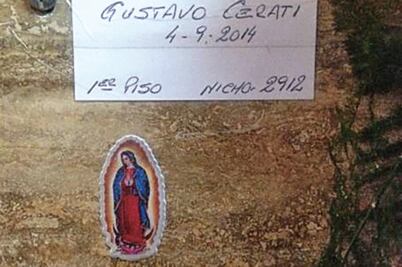 GUSTAVO CERATI
4-9-2014
1ER PISO NICHO: 2912